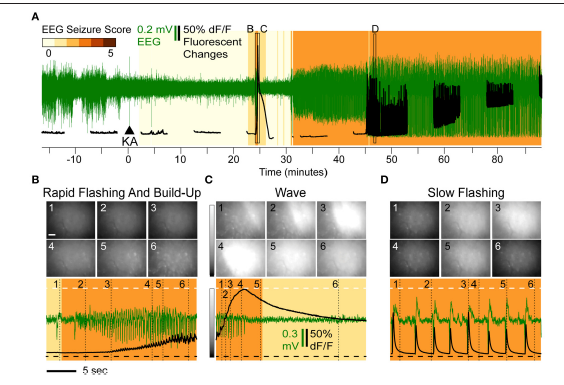 A
EEG Seizure Score
0 5
0.2 mV EEG
50% dF/F Fluorescent Changes
B C D
KA
-10 0 10 20 30 40 50 60 70 80
Time (minutes)
B Rapid Flashing And Build-Up
1 2 3
4 5 6
1 2 3 4 5 6
5 sec
C Wave
1 2 3
4 5 6
1 2 3 4 5 6
0.3 mV
50% dF/F
D Slow Flashing
1 2 3
4 5 6
1 2 3 4 5 6